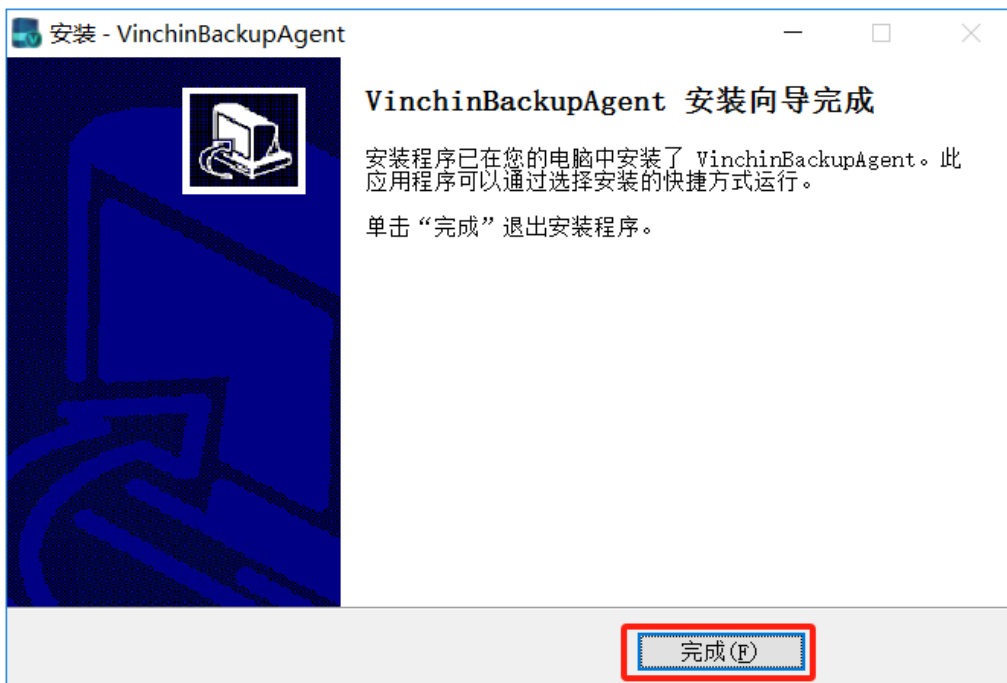 安装 - VinchinBackupAgent
VinchinBackupAgent 安装向导完成
安装程序已在您的电脑中安装了 VinchinBackupAgent。此
应用程序可以通过选择安装的快捷方式运行。
单击“完成”退出安装程序。
完成(F)